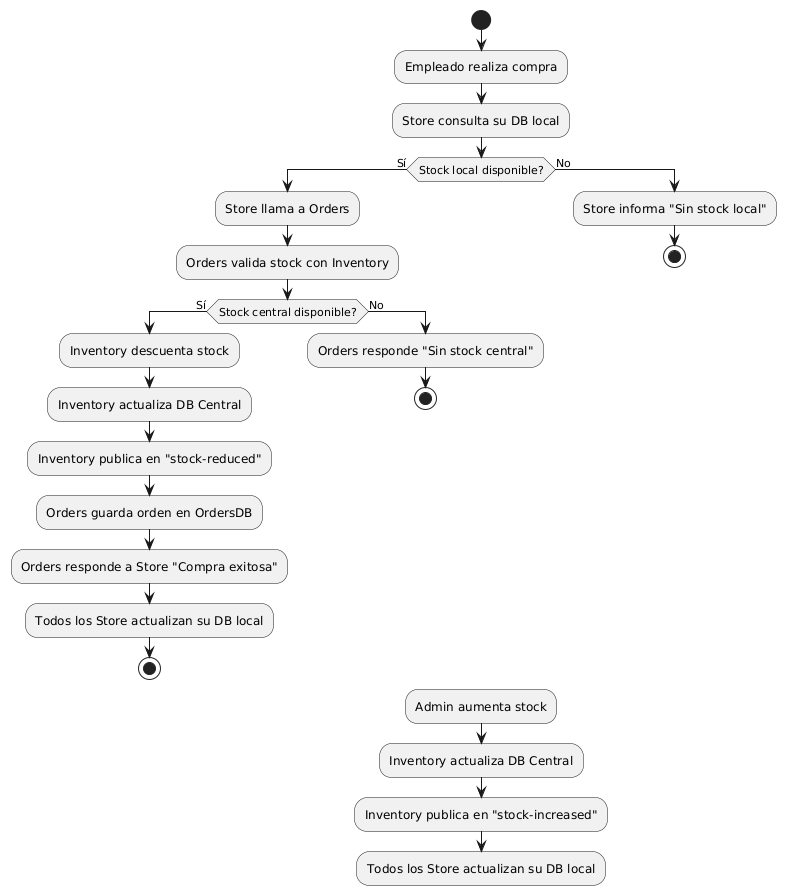 Empleado realiza compra
Store consulta su DB local
Sí
Stock local disponible?
No
Store llama a Orders
Store informa "Sin stock local"
Orders valida stock con Inventory
Sí
Stock central disponible?
No
Inventory descuenta stock
Orders responde "Sin stock central"
Inventory actualiza DB Central
Inventory publica en "stock-reduced"
Orders guarda orden en OrdersDB
Orders responde a Store "Compra exitosa"
Todos los Store actualizan su DB local
Admin aumenta stock
Inventory actualiza DB Central
Inventory publica en "stock-increased"
Todos los Store actualizan su DB local